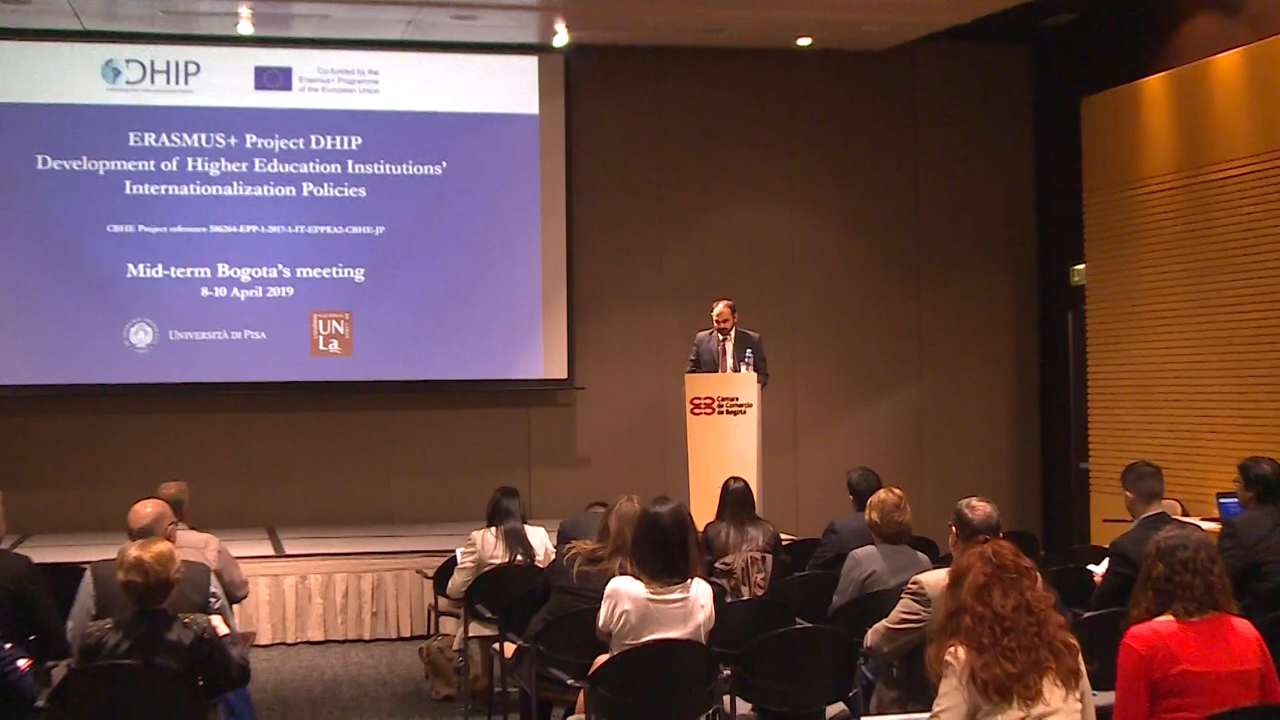 DHIP
Co-funded by the
Erasmus+ Programme
of the European Union
ERASMUS+ Project DHIP
Development of Higher Education Institutions'
Internationalization Policies
CBHE Project reference 586264-EPP-1-2017-1-IT-EPPKA2-CBHE-JP
Mid-term Bogota's meeting
8-10 April 2019
UNIVERSITÀ DI PISA
UN
La
Cámara
de Comercio
de Bogotá